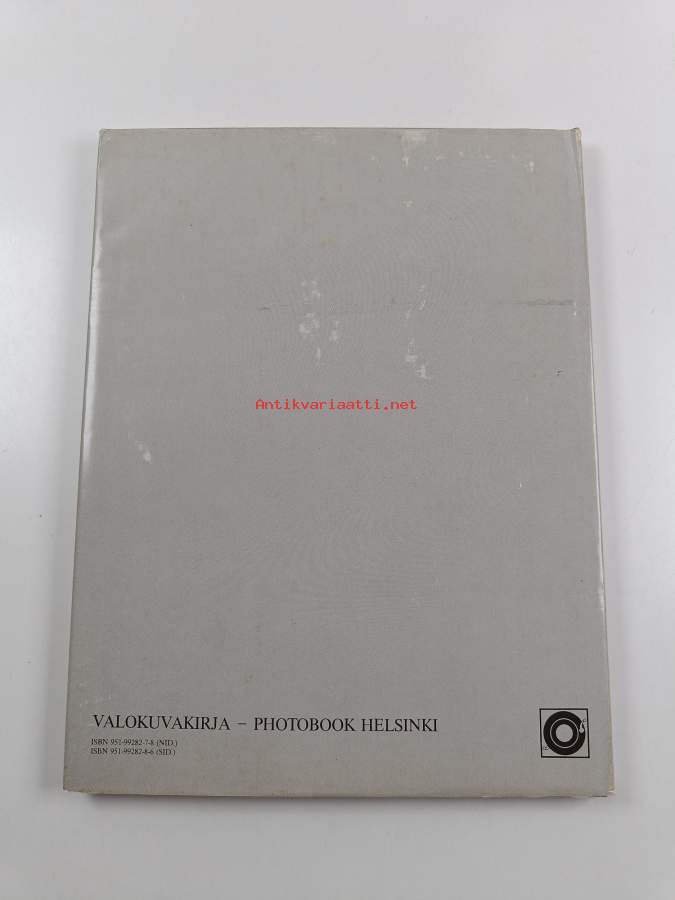 Antikvariaatti.net
VALOKUVAKIRJA – PHOTOBOOK HELSINKI
ISBN 951-99282-7-8 (NID.)
ISBN 951-99282-8-6 (SID.)